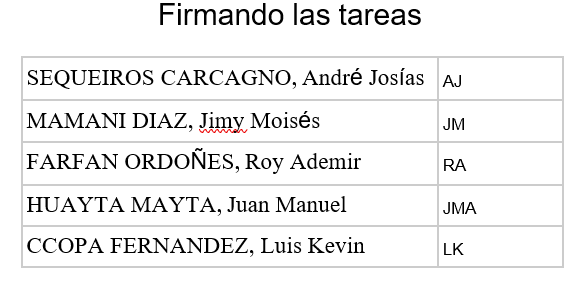 Firmando las tareas
SEQUEIROS CARCAGNO, André Josías AJ
MAMANI DIAZ, Jimy Moisés JM
FARFAN ORDOÑES, Roy Ademir RA
HUAYTA MAYTA, Juan Manuel JMA
CCOPA FERNANDEZ, Luis Kevin LK